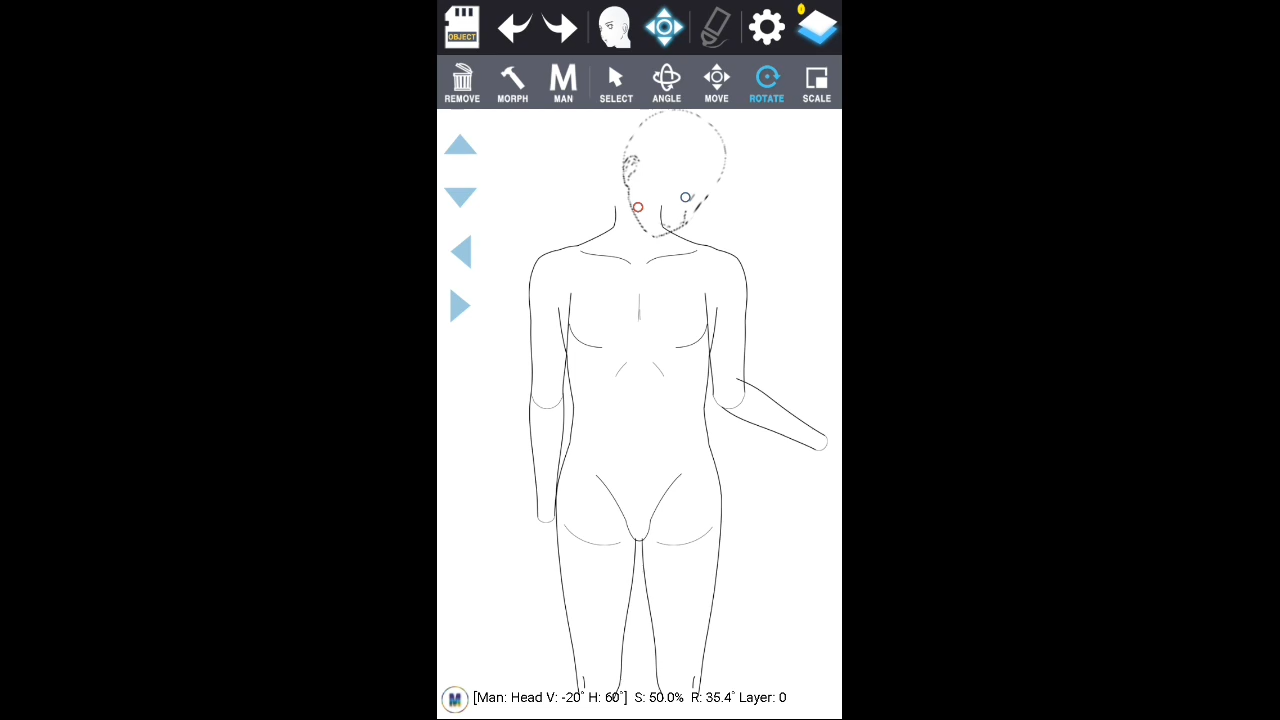 OBJECT
REMOVE MORPH M MAN SELECT ANGLE MOVE ROTATE SCALE
M [Man: Head V: -20° H: 60°] S: 50.0% R: 35.4° Layer: 0